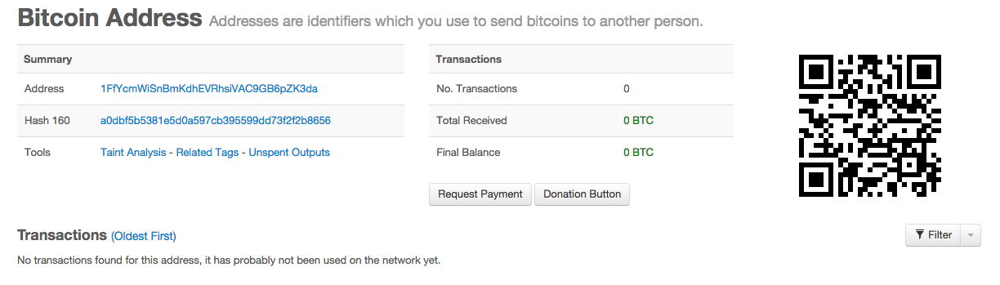 Bitcoin Address Addresses are identifiers which you use to send bitcoins to another person.
Summary
Address 1FfYcmWiSnBmKdhEVRhsiVAC9GB6pZK3da
Hash 160 a0dbf5b5381e5d0a597cb395599dd73f2f2b8656
Tools Taint Analysis - Related Tags - Unspent Outputs
Transactions
No. Transactions 0
Total Received 0 BTC
Final Balance 0 BTC
Request Payment Donation Button
Transactions (Oldest First)
Filter
No transactions found for this address, it has probably not been used on the network yet.